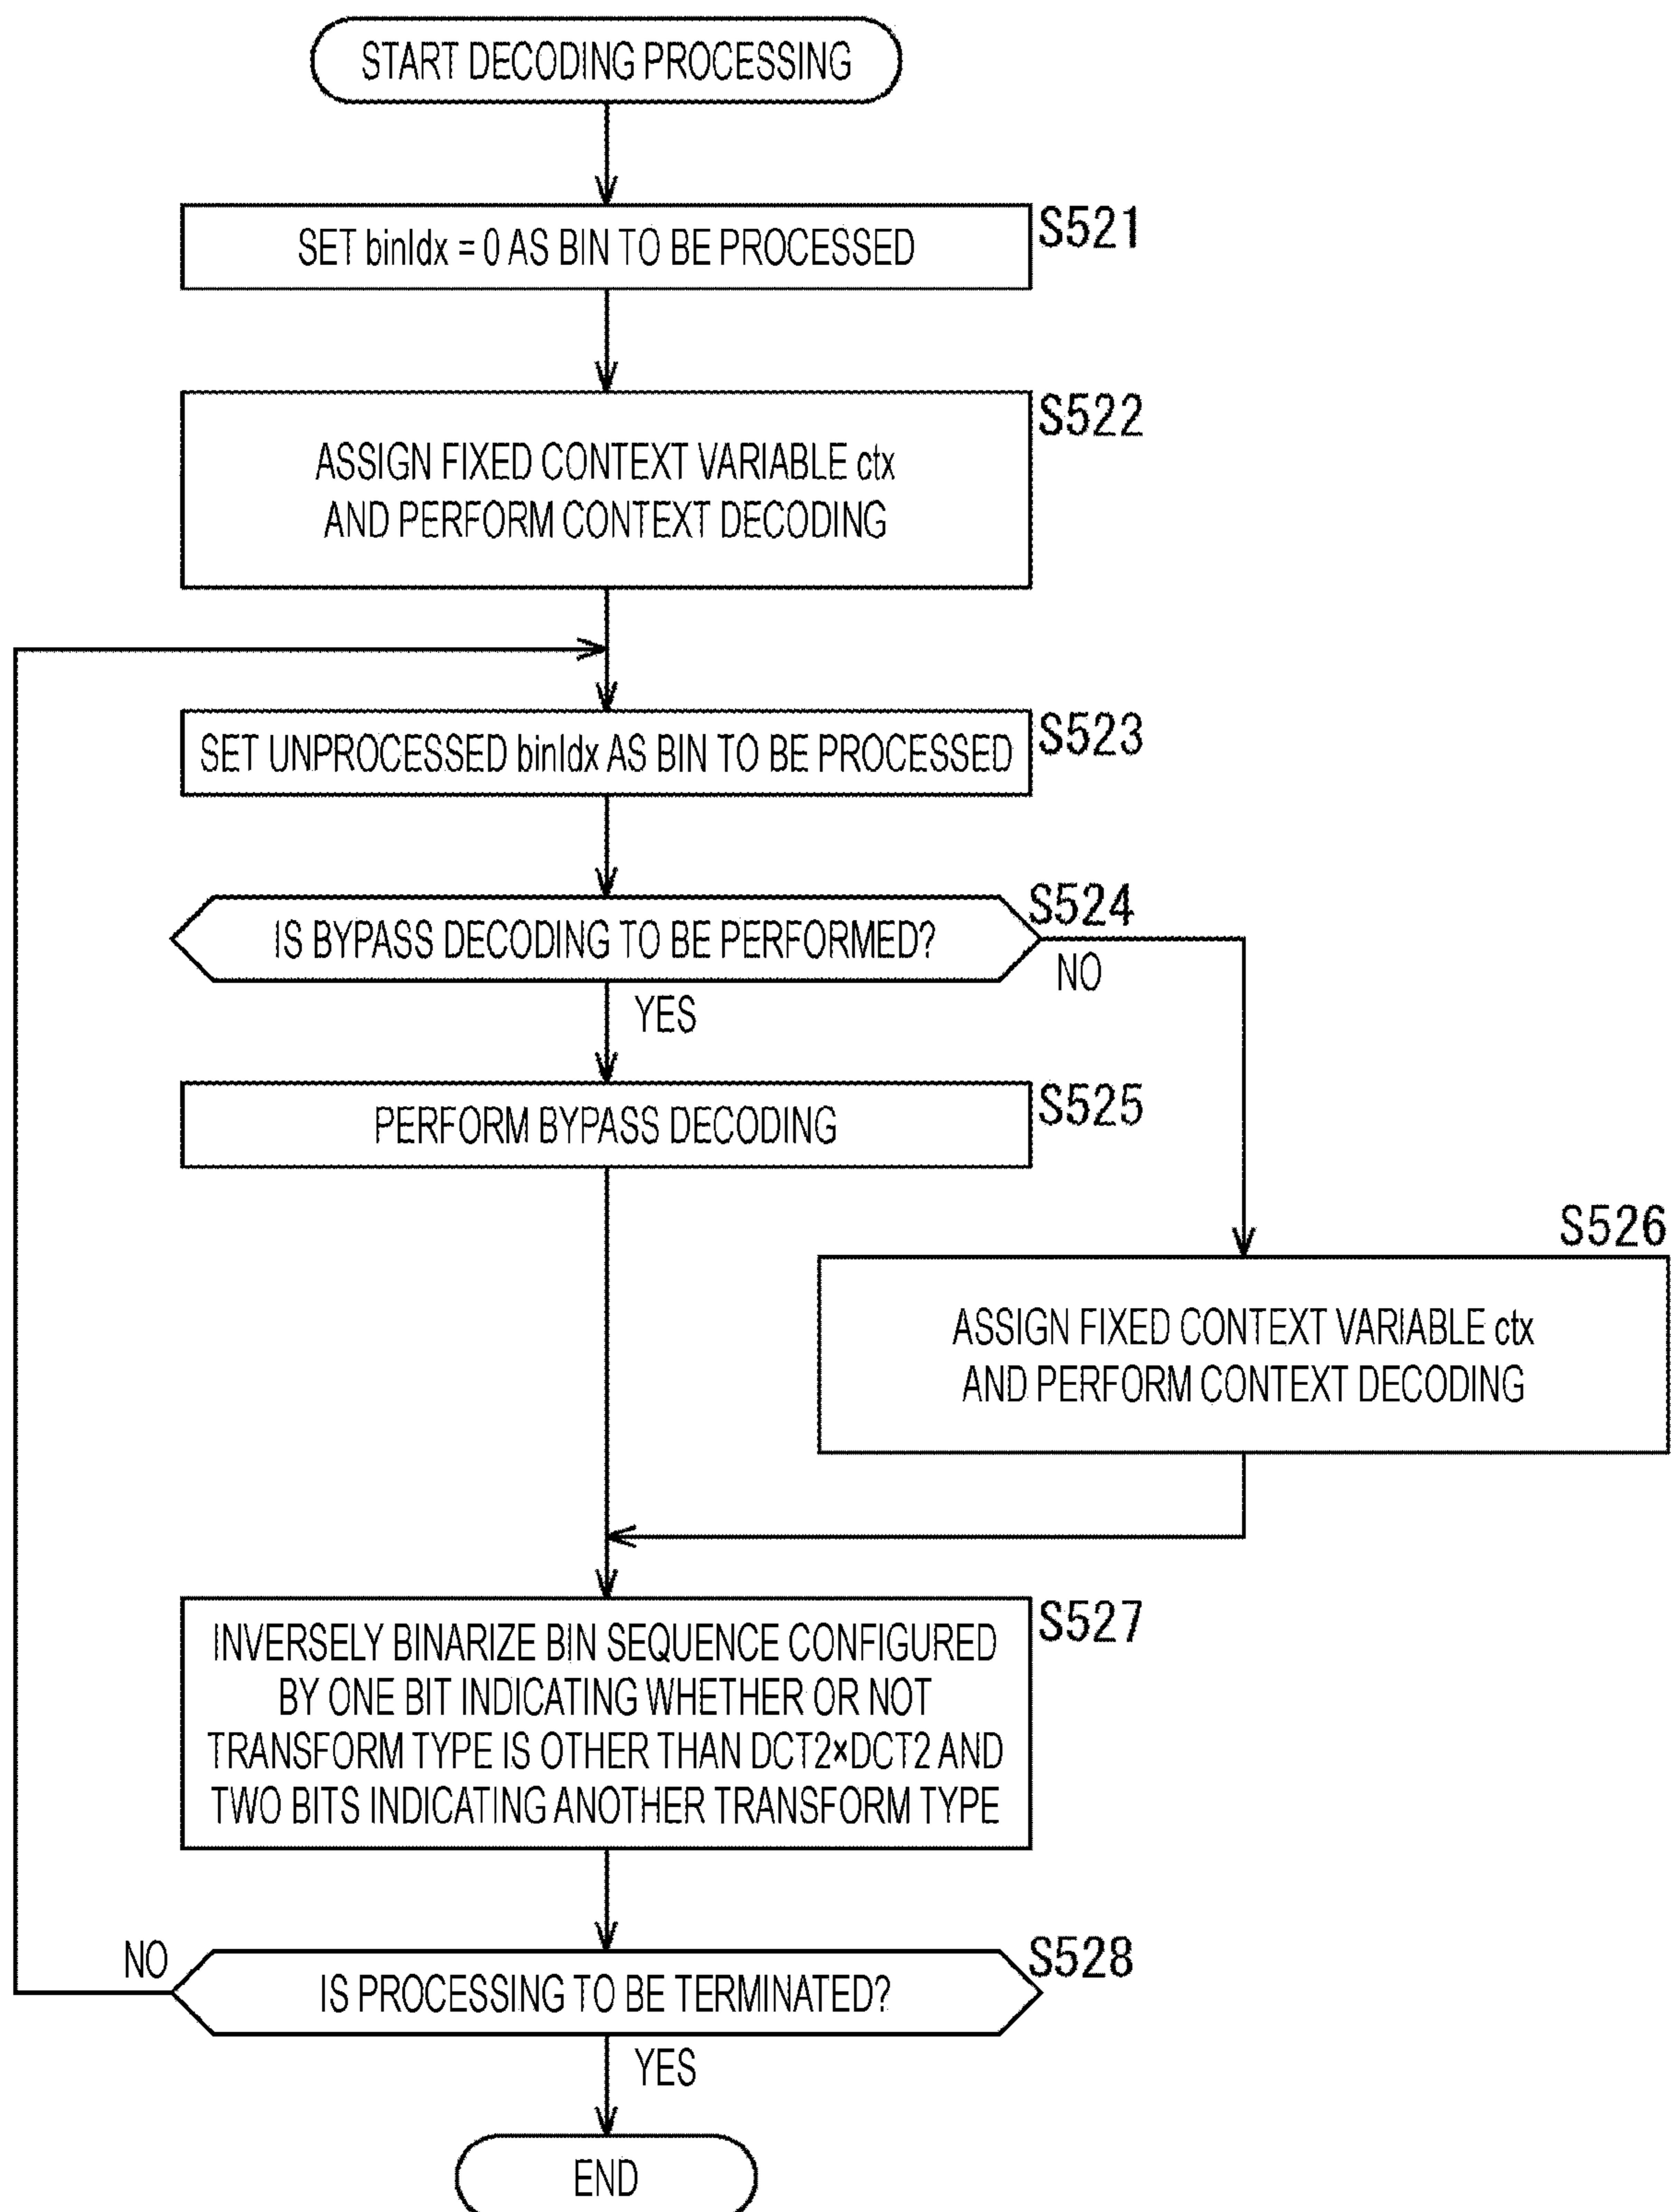 START DECODING PROCESSING
S521
SET binIdx = 0 AS BIN TO BE PROCESSED
S522
ASSIGN FIXED CONTEXT VARIABLE ctx
AND PERFORM CONTEXT DECODING
S523
SET UNPROCESSED binIdx AS BIN TO BE PROCESSED
S524
IS BYPASS DECODING TO BE PERFORMED?
NO
YES
S525
PERFORM BYPASS DECODING
S526
ASSIGN FIXED CONTEXT VARIABLE ctx
AND PERFORM CONTEXT DECODING
S527
INVERSELY BINARIZE BIN SEQUENCE CONFIGURED
BY ONE BIT INDICATING WHETHER OR NOT
TRANSFORM TYPE IS OTHER THAN DCT2×DCT2 AND
TWO BITS INDICATING ANOTHER TRANSFORM TYPE
NO
S528
IS PROCESSING TO BE TERMINATED?
YES
END